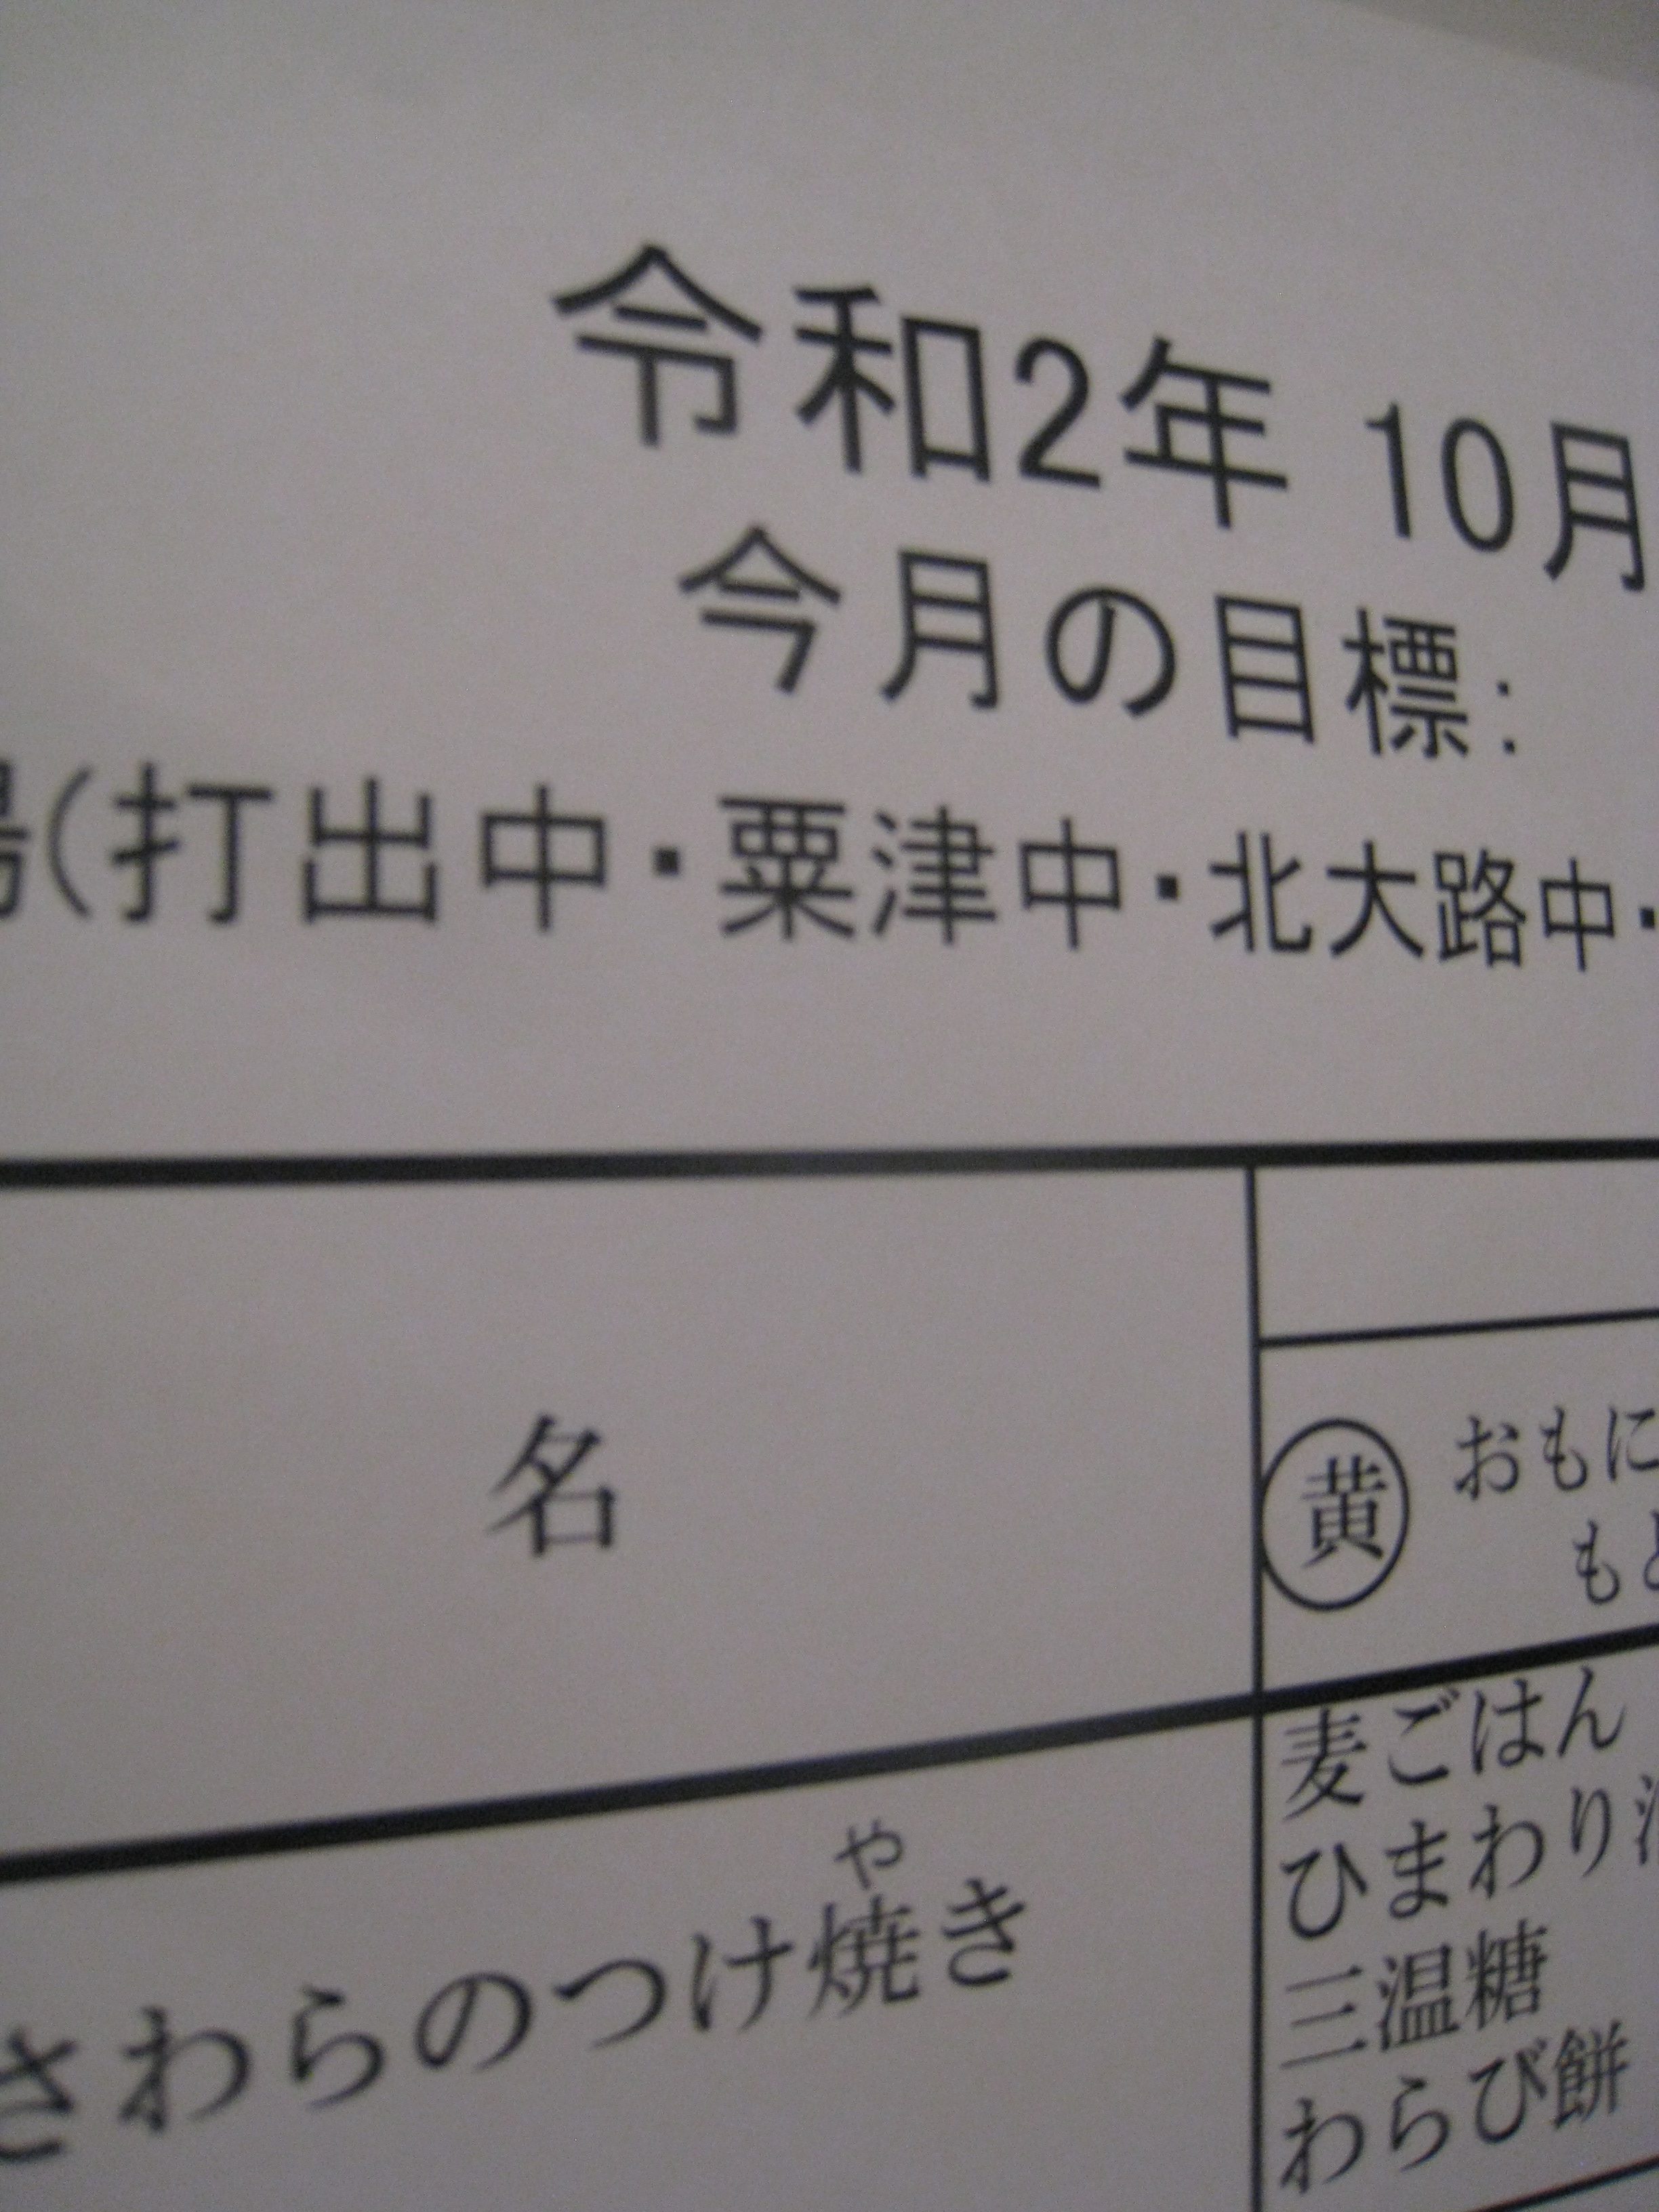 令和2年 10月
今月の目標:
(打出中・粟津中・北大路中・
名
黄 おもに
も
麦ごはん
ひまわり
三温糖
わらび餅
や
さわらのつけ焼き